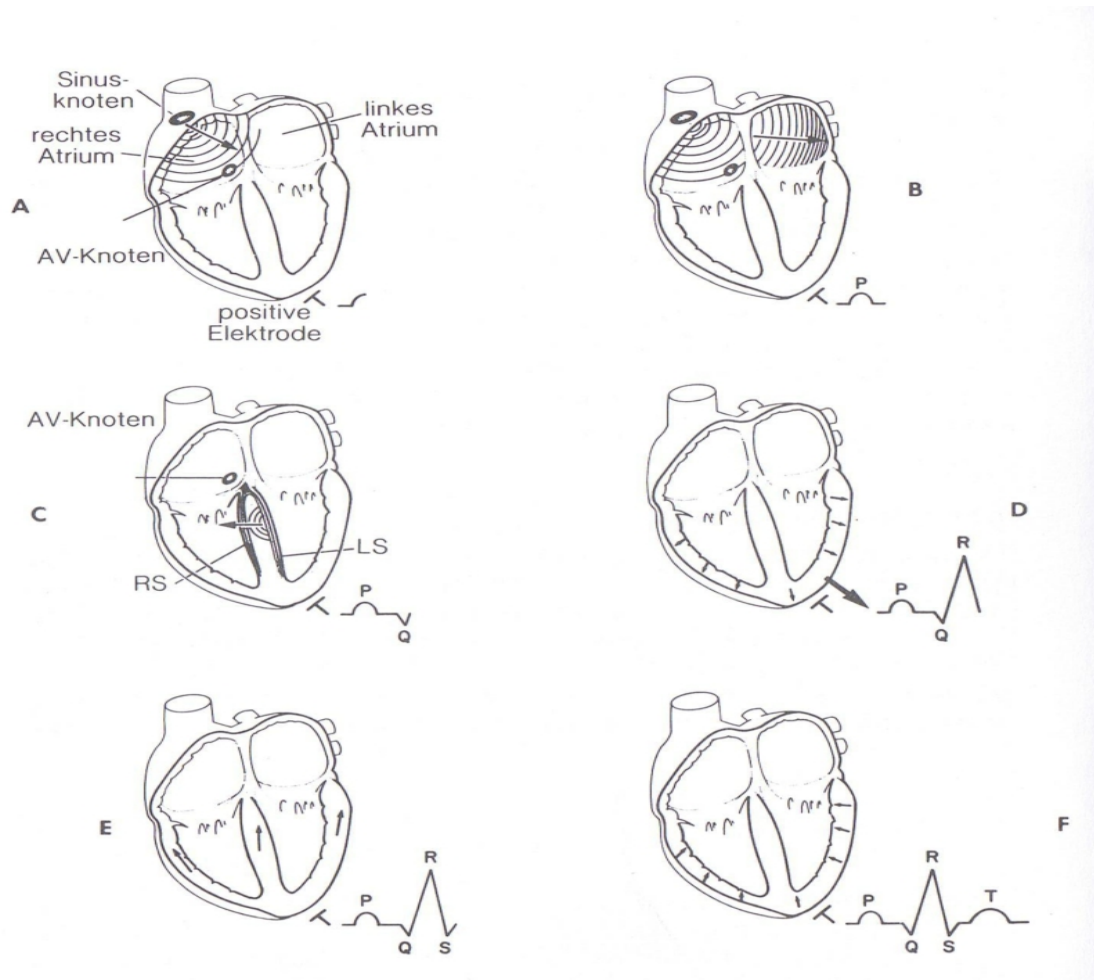 Sinus-
knoten
rechtes
Atrium
linkes
Atrium
A
AV-Knoten
positive
Elektrode
P
B
AV-Knoten
C
LS
RS
P
Q
D
R
P
Q
E
R
P
Q S
F
R
P T
Q S